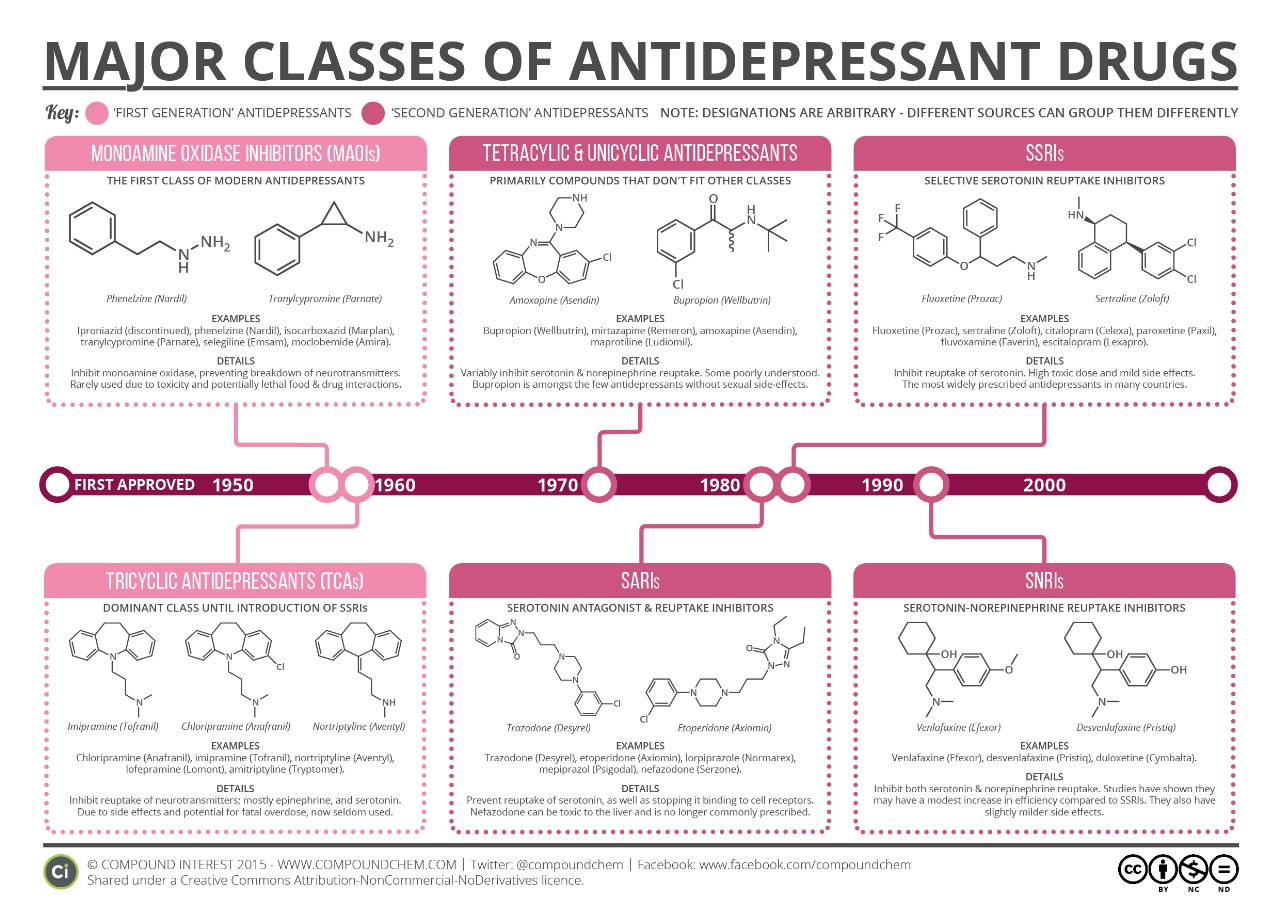 MAJOR CLASSES OF ANTIDEPRESSANT DRUGS
Key: 'FIRST GENERATION' ANTIDEPRESSANTS 'SECOND GENERATION' ANTIDEPRESSANTS NOTE: DESIGNATIONS ARE ARBITRARY - DIFFERENT SOURCES CAN GROUP THEM DIFFERENTLY
MONOAMINE OXIDASE INHIBITORS (MAOIs)
THE FIRST CLASS OF MODERN ANTIDEPRESSANTS
N
H
NH2
NH2
Phenelzine (Nardil) Tranylcypromine (Parnate)
EXAMPLES
Iproniazid (discontinued), phenelzine (Nardil), isocarboxazid (Marplan),
tranylcypromine (Parnate), selegiline (Emsam), moclobemide (Amira).
DETAILS
Inhibit monoamine oxidase, preventing breakdown of neurotransmitters.
Rarely used due to toxicity and potentially lethal food & drug interactions.
TETRACYLIC & UNICYCLIC ANTIDEPRESSANTS
PRIMARILY COMPOUNDS THAT DON'T FIT OTHER CLASSES
NH
N
N
Cl
O
O
H
N
Cl
Amoxapine (Asendin) Bupropion (Wellbutrin)
EXAMPLES
Bupropion (Wellbutrin), mirtazapine (Remeron), amoxapine (Asendin),
maprotiline (Ludiomil).
DETAILS
Variably inhibit serotonin & norepinephrine reuptake. Some poorly understood.
Bupropion is amongst the few antidepressants without sexual side-effects.
SSRIs
SELECTIVE SEROTONIN REUPTAKE INHIBITORS
F
F
F
O
N
H
HN
Cl
Cl
Fluoxetine (Prozac) Sertraline (Zoloft)
EXAMPLES
Fluoxetine (Prozac), sertraline (Zoloft), citalopram (Celexa), paroxetine (Paxil),
fluvoxamine (Faverin), escitalopram (Lexapro).
DETAILS
Inhibit reuptake of serotonin. High toxic dose and mild side effects.
The most widely prescribed antidepressants in many countries.
FIRST APPROVED 1950 1960 1970 1980 1990 2000
TRICYCLIC ANTIDEPRESSANTS (TCAs)
DOMINANT CLASS UNTIL INTRODUCTION OF SSRIs
N
N
N
Cl
N
NH
Imipramine (Tofranil) Chloripramine (Anafranil) Nortriptyline (Aventyl)
EXAMPLES
Chloripramine (Anafranil), imipramine (Tofranil), nortriptyline (Aventyl),
lofepramine (Lomont), amitriptyline (Tryptomer).
DETAILS
Inhibit reuptake of neurotransmitters; mostly epinephrine, and serotonin.
Due to side effects and potential for fatal overdose, now seldom used.
SARIs
SEROTONIN ANTAGONIST & REUPTAKE INHIBITORS
N
N
N
O
N
N
Cl
O
N
N
N
N
N
Cl
Trazodone (Desyrel) Etoperidone (Axiomin)
EXAMPLES
Trazodone (Desyrel), etoperidone (Axiomin), lorpiprazole (Normarex),
mepiprazol (Psigodal), nefazodone (Serzone).
DETAILS
Prevent reuptake of serotonin, as well as stopping it binding to cell receptors.
Nefazodone can be toxic to the liver and is no longer commonly prescribed.
SNRIs
SEROTONIN-NOREPINEPHRINE REUPTAKE INHIBITORS
OH
O
N
OH
OH
N
Venlafaxine (Efexor) Desvenlafaxine (Pristiq)
EXAMPLES
Venlafaxine (Ffexor), desvenlafaxine (Pristiq), duloxetine (Cymbalta).
DETAILS
Inhibit both serotonin & norepinephrine reuptake. Studies have shown they
may have a modest increase in efficiency compared to SSRIs. They also have
slightly milder side effects.
Ci
© COMPOUND INTEREST 2015 - WWW.COMPOUNDCHEM.COM | Twitter: @compoundchem | Facebook: www.facebook.com/compoundchem
Shared under a Creative Commons Attribution-NonCommercial-NoDerivatives licence.
CC
BY NC ND